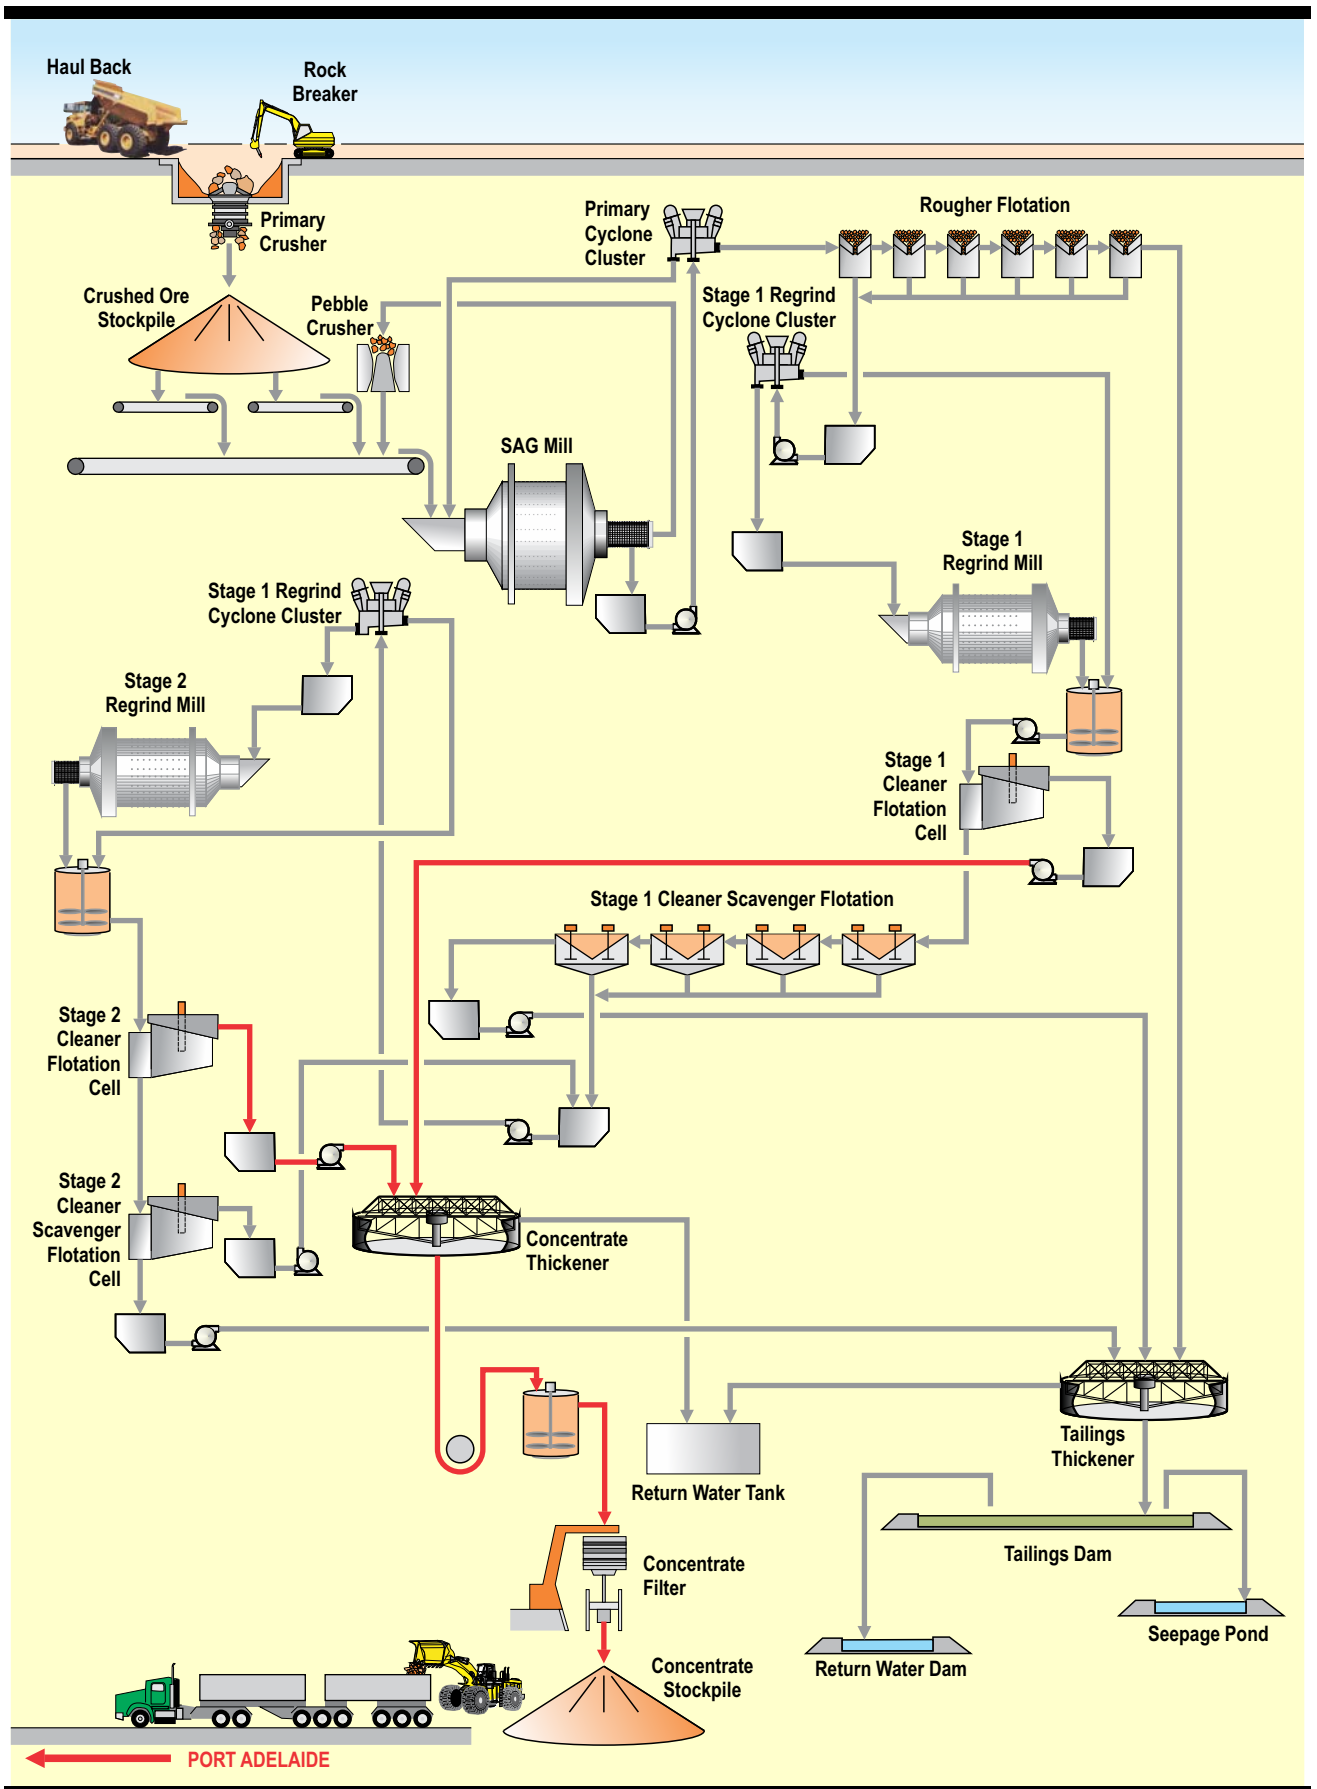 Haul Back
Rock
Breaker
Primary
Crusher
Primary
Cyclone
Cluster
Rougher Flotation
Crushed Ore
Stockpile
Pebble
Crusher
Stage 1 Regrind
Cyclone Cluster
SAG Mill
Stage 1
Regrind Mill
Stage 1 Regrind
Cyclone Cluster
Stage 2
Regrind Mill
Stage 1
Cleaner
Flotation
Cell
Stage 1 Cleaner Scavenger Flotation
Stage 2
Cleaner
Flotation
Cell
Stage 2
Cleaner
Scavenger
Flotation
Cell
Concentrate
Thickener
Tailings
Thickener
Return Water Tank
Tailings Dam
Concentrate
Filter
Seepage Pond
Return Water Dam
Concentrate
Stockpile
PORT ADELAIDE